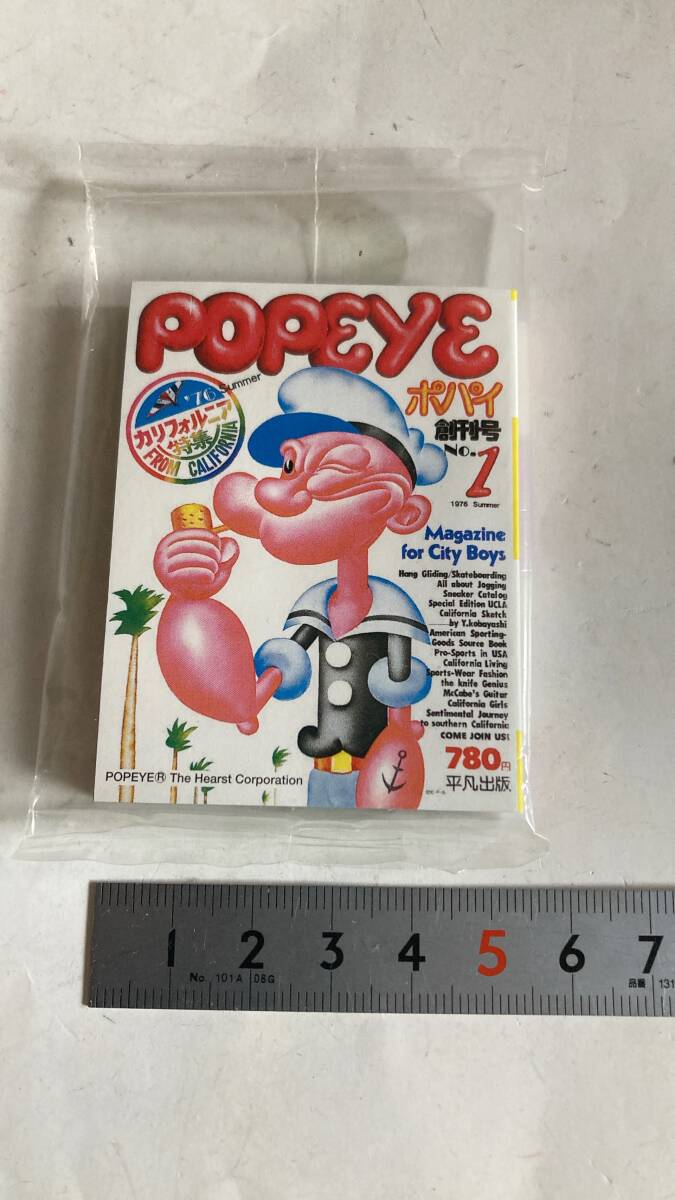 POPEYE
ポパイ
創刊号
No.1
1976 Summer
'76 Summer
カリフォルニア
特集
FROM CALIFORNIA
Magazine
for City Boys
Hang Gliding/Skateboarding
All about Jogging
Sneaker Catalog
Special Edition UCLA
California Sketch
by Y.kobayashi
American Sporting-
Goods Source Book
Pro-Sports in USA
California Living
Sports-Wear Fashion
the knife Genius
McCabe's Guitar
California Girls
Sentimental Journey
to southern California
COME JOIN US!
780円
平凡出版
POPEYE® The Hearst Corporation
1 2 3 4 5 6 7
No. 101A 08G
品番 131